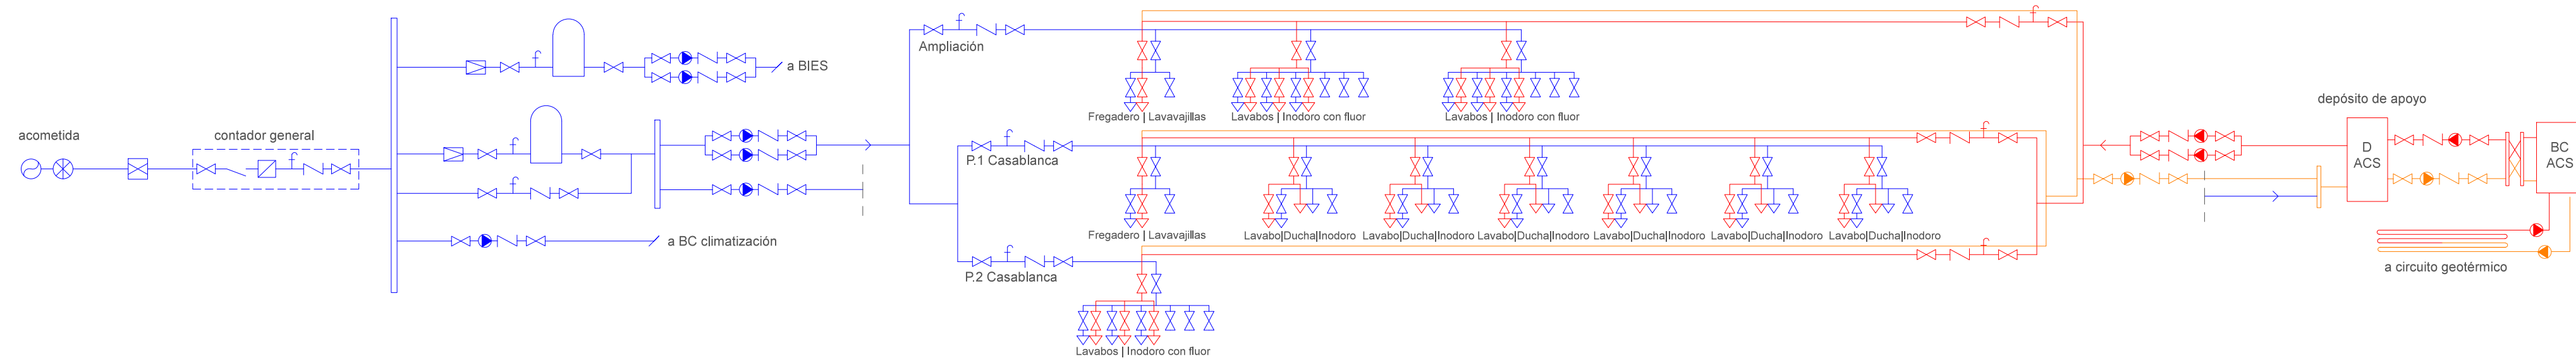 acometida
contador general
a BIES
a BC climatización
Ampliación
Fregadero | Lavavajillas
Lavabos | Inodoro con fluor
Lavabos | Inodoro con fluor
P.1 Casablanca
Fregadero | Lavavajillas
Lavabo|Ducha|Inodoro
Lavabo|Ducha|Inodoro
Lavabo|Ducha|Inodoro
Lavabo|Ducha|Inodoro
Lavabo|Ducha|Inodoro
Lavabo|Ducha|Inodoro
P.2 Casablanca
Lavabos | Inodoro con fluor
depósito de apoyo
D
ACS
BC
ACS
a circuito geotérmico